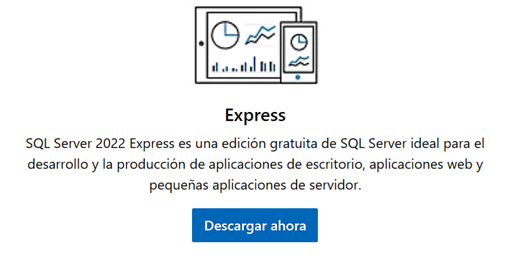 Express
SQL Server 2022 Express es una edición gratuita de SQL Server ideal para el
desarrollo y la producción de aplicaciones de escritorio, aplicaciones web y
pequeñas aplicaciones de servidor.
Descargar ahora